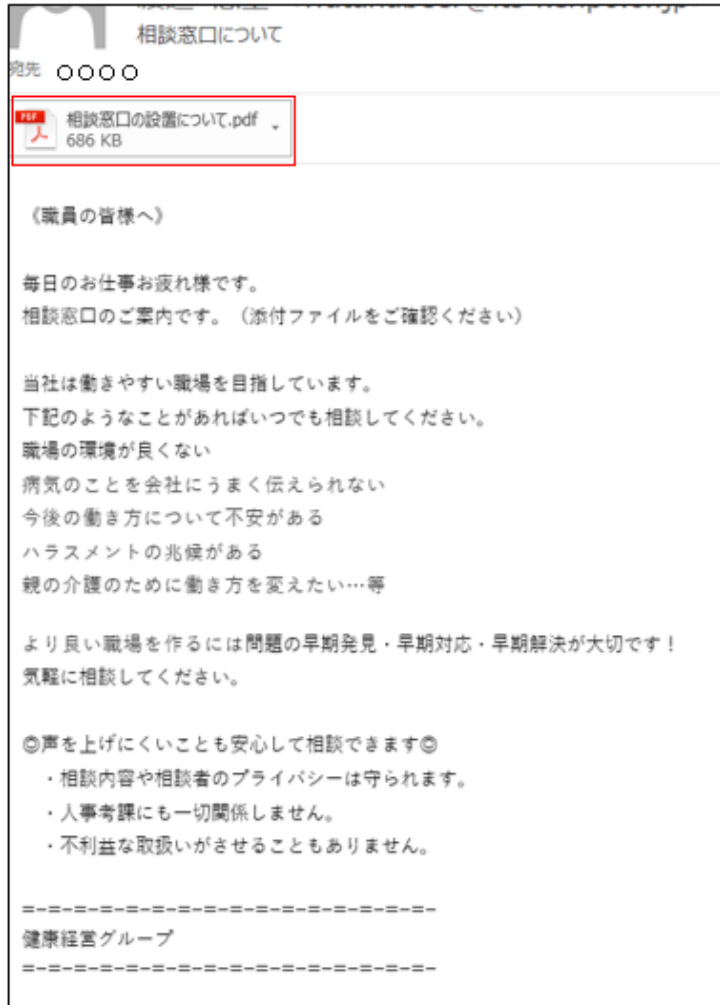 相談窓口について
宛先 〇〇〇〇
PDF
相談窓口の設置について.pdf
686 KB
《職員の皆様へ》
毎日のお仕事お疲れ様です。
相談窓口のご案内です。（添付ファイルをご確認ください）
当社は働きやすい職場を目指しています。
下記のようなことがあればいつでも相談してください。
職場の環境が良くない
病気のことを会社にうまく伝えられない
今後の働き方について不安がある
ハラスメントの兆候がある
親の介護のために働き方を変えたい…等
より良い職場を作るには問題の早期発見・早期対応・早期解決が大切です！
気軽に相談してください。
◎声を上げにくいことも安心して相談できます◎
・相談内容や相談者のプライバシーは守られます。
・人事考課にも一切関係しません。
・不利益な取扱いがさせることもありません。
=-=-=-=-=-=-=-=-=-=-=-=-=-=-=-=-
健康経営グループ
=-=-=-=-=-=-=-=-=-=-=-=-=-=-=-=-